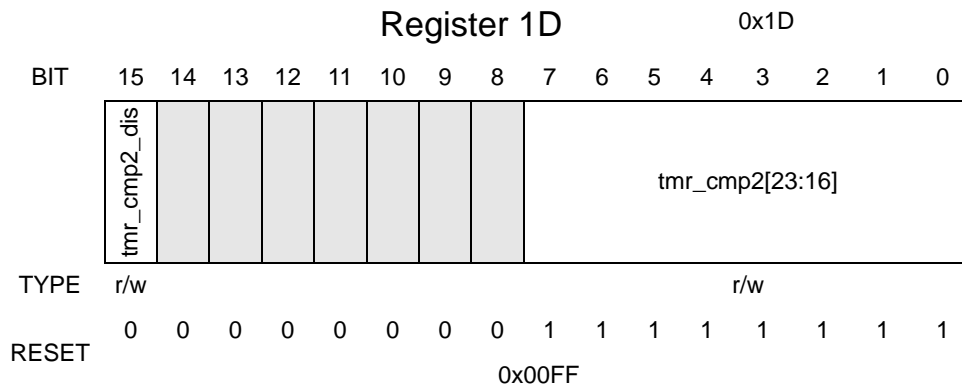 Register 1D 0x1D
BIT 15 14 13 12 11 10 9 8 7 6 5 4 3 2 1 0
tmr_cmp2_dis
tmr_cmp2[23:16]
TYPE r/w r/w
RESET 0 0 0 0 0 0 0 0 1 1 1 1 1 1 1 1
0x00FF